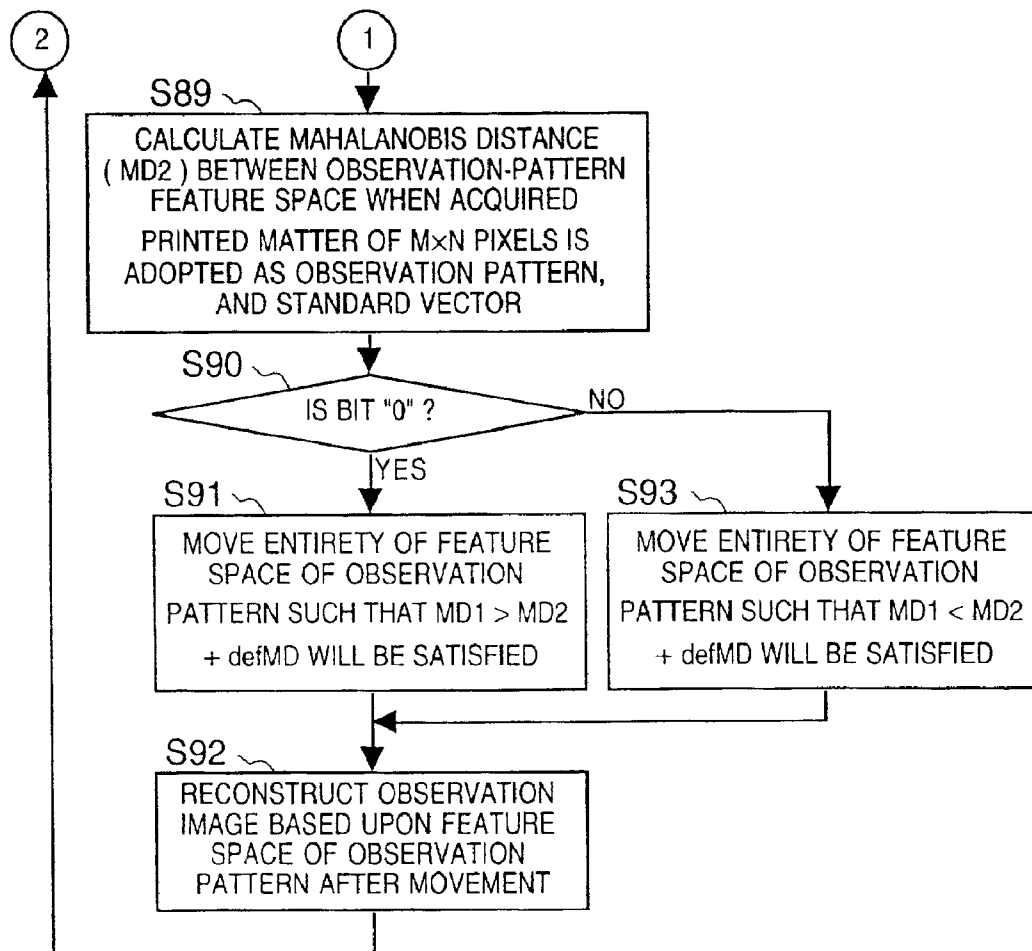 2
1
S89
CALCULATE MAHALANOBIS DISTANCE
( MD2 ) BETWEEN OBSERVATION-PATTERN
FEATURE SPACE WHEN ACQUIRED
PRINTED MATTER OF M×N PIXELS IS
ADOPTED AS OBSERVATION PATTERN,
AND STANDARD VECTOR
S90
IS BIT "0" ?
NO
YES
S91
MOVE ENTIRETY OF FEATURE
SPACE OF OBSERVATION
PATTERN SUCH THAT MD1 > MD2
+ defMD WILL BE SATISFIED
S93
MOVE ENTIRETY OF FEATURE
SPACE OF OBSERVATION
PATTERN SUCH THAT MD1 < MD2
+ defMD WILL BE SATISFIED
S92
RECONSTRUCT OBSERVATION
IMAGE BASED UPON FEATURE
SPACE OF OBSERVATION
PATTERN AFTER MOVEMENT